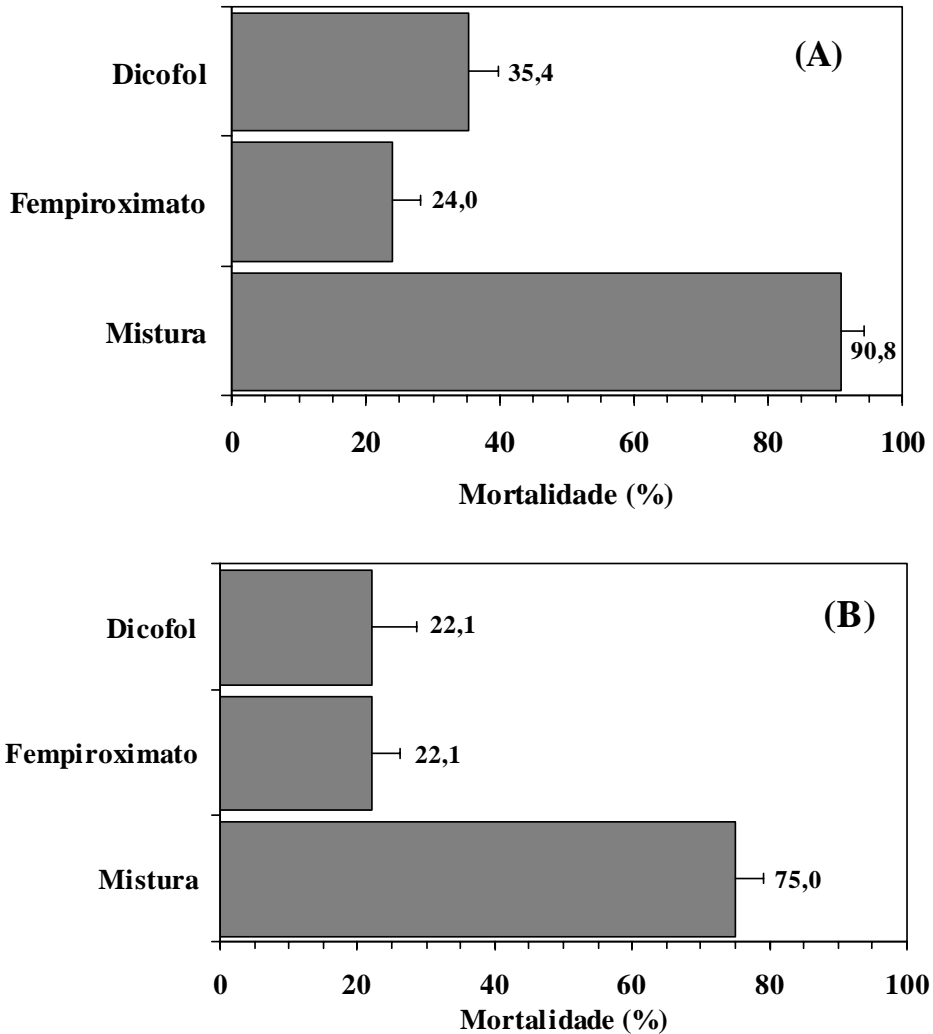 (A)
Dicofol
35,4
Fempiroximato
24,0
Mistura
90,8
0 20 40 60 80 100
Mortalidade (%)
(B)
Dicofol
22,1
Fempiroximato
22,1
Mistura
75,0
0 20 40 60 80 100
Mortalidade (%)